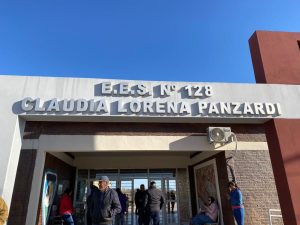 E.E.S. Nº 128
CLAUDIA LORENA PANZARDI